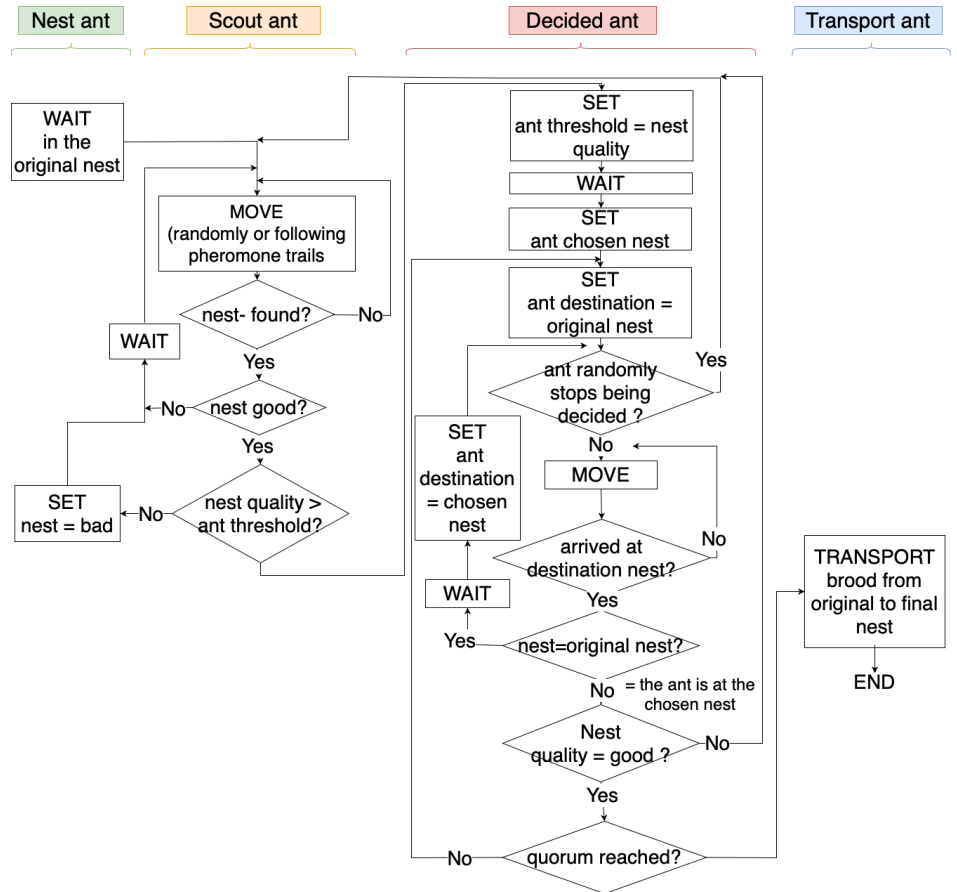 Nest ant
Scout ant
Decided ant
Transport ant
WAIT
in the
original nest
MOVE
(randomly or following
pheromone trails
nest- found?
No
WAIT
Yes
nest good?
No
Yes
nest quality >
ant threshold?
No
SET
nest = bad
SET
ant threshold = nest
quality
WAIT
SET
ant chosen nest
SET
ant destination =
original nest
Yes
ant randomly
stops being
decided ?
No
MOVE
SET
ant
destination
= chosen
nest
No
arrived at
destination nest?
WAIT
Yes
Yes
nest=original nest?
No
= the ant is at the
chosen nest
Nest
quality = good ?
No
Yes
No
quorum reached?
TRANSPORT
brood from
original to final
nest
END